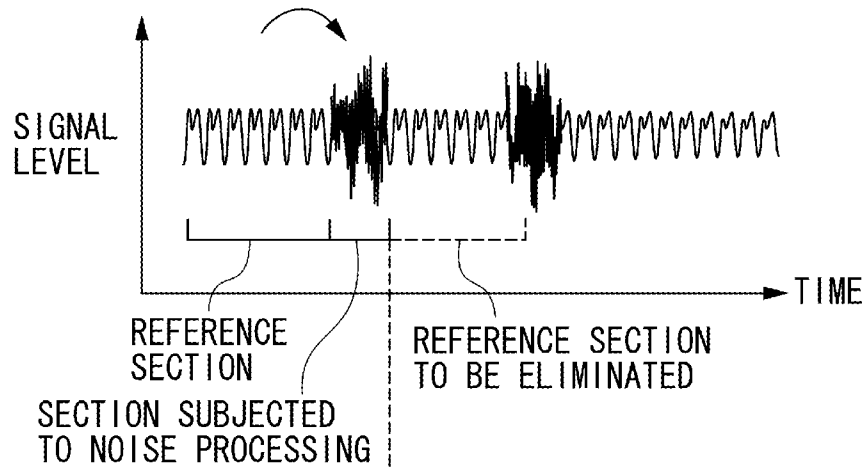 SIGNAL
LEVEL
TIME
REFERENCE
SECTION
REFERENCE SECTION
TO BE ELIMINATED
SECTION SUBJECTED
TO NOISE PROCESSING